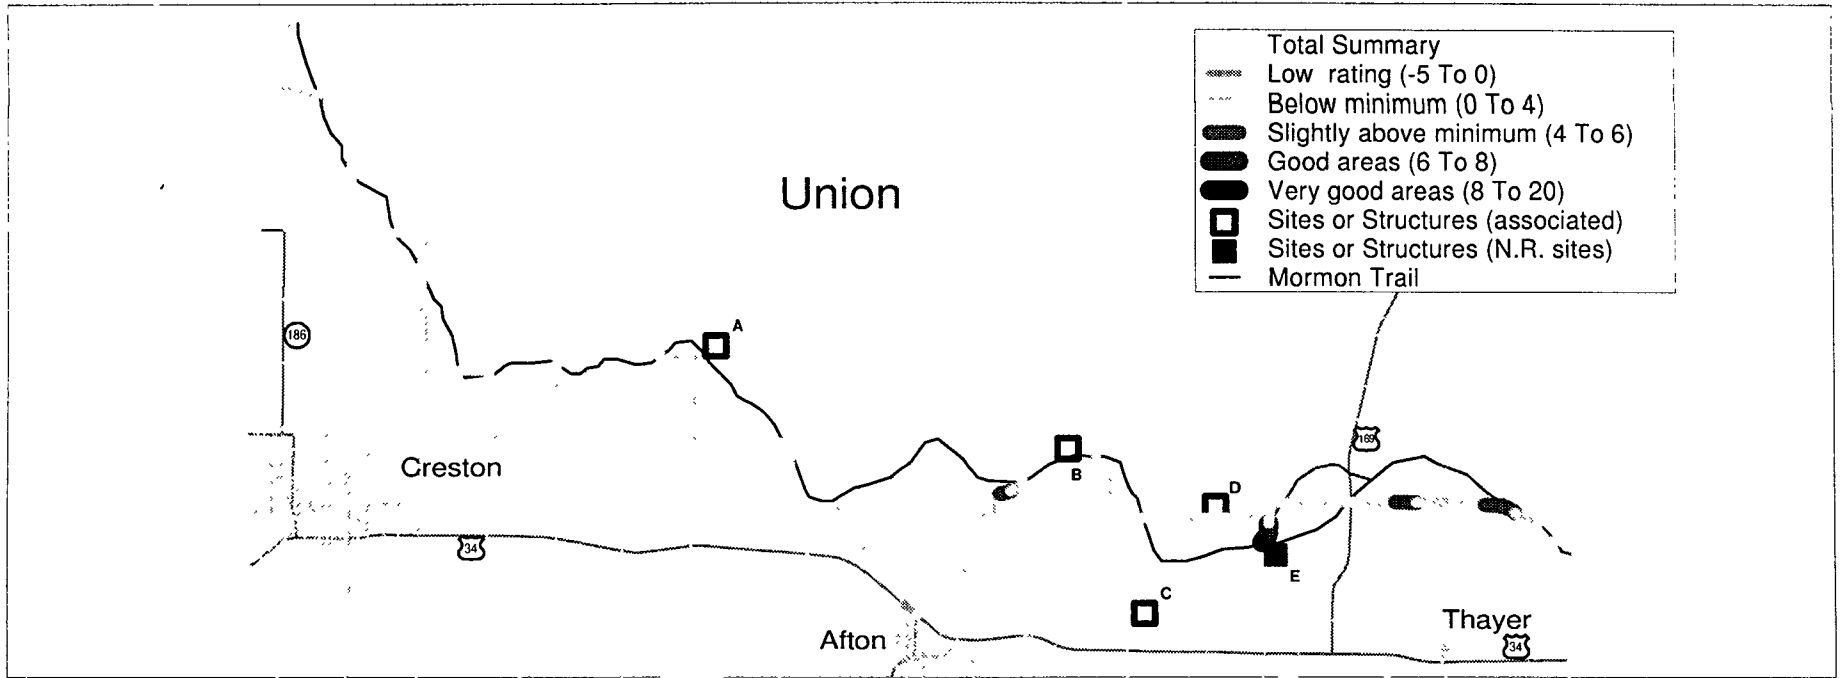 Total Summary
Low rating (-5 To 0)
Below minimum (0 To 4)
Slightly above minimum (4 To 6)
Good areas (6 To 8)
Very good areas (8 To 20)
Sites or Structures (associated)
Sites or Structures (N.R. sites)
Mormon Trail
Union
186
A
169
Creston
B
D
34
E
C
Afton
Thayer
34